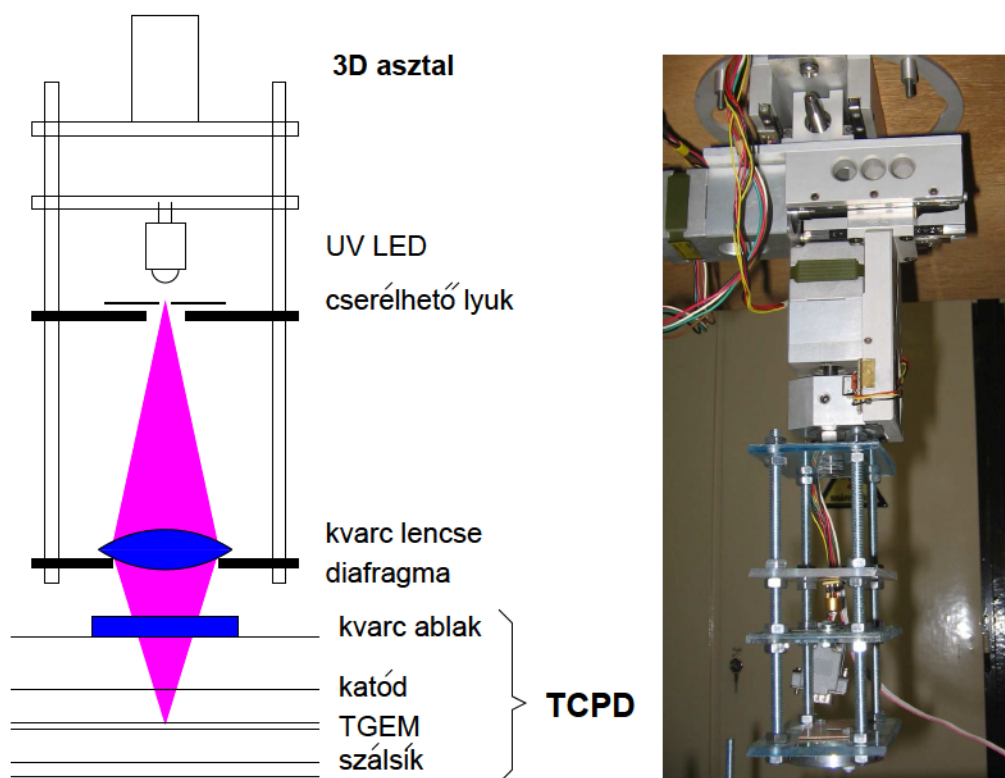 3D asztal
UV LED
cserélhető lyuk
kvarc lencse
diafragma
kvarc ablak
katód
TCPD
TGEM
szálsík